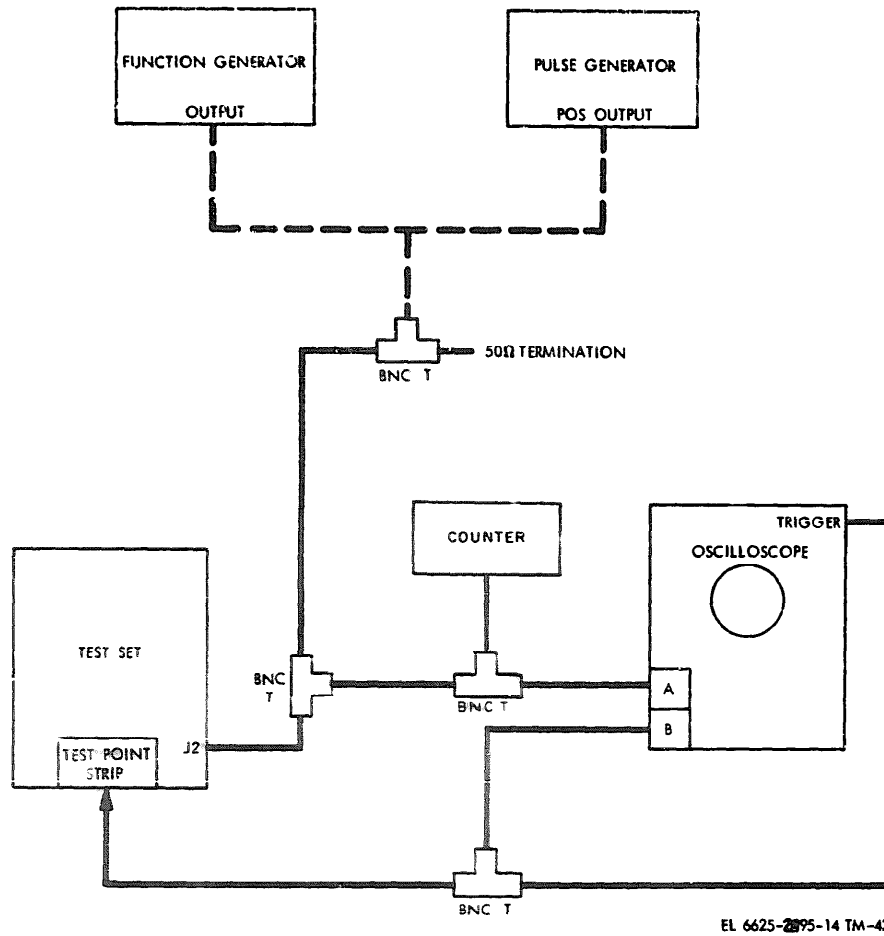 FUNCTION GENERATOR
OUTPUT
PULSE GENERATOR
POS OUTPUT
50Ω TERMINATION
BNC T
COUNTER
TRIGGER
OSCILLOSCOPE
TEST SET
BNC
T
A
BNC T
B
J2
TEST POINT
STRIP
BNC T
EL